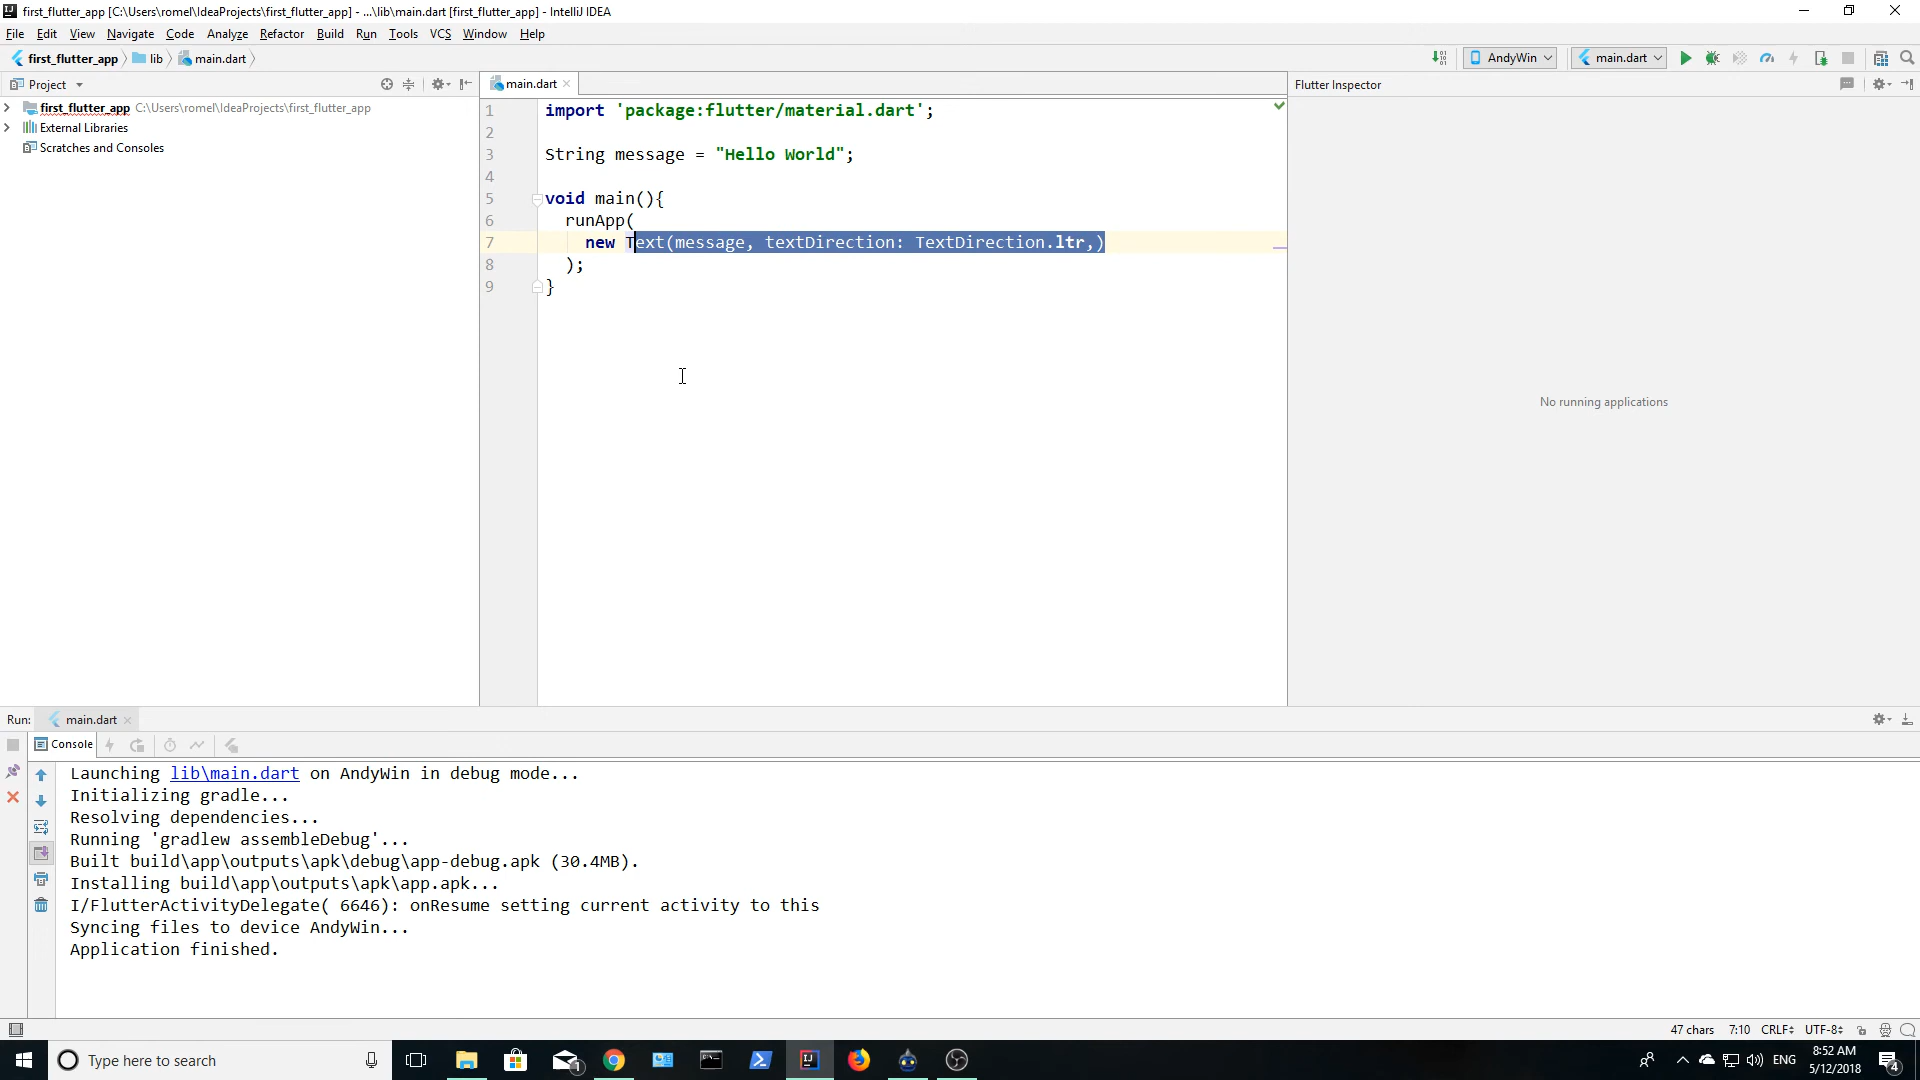 first_flutter_app [C:\Users\romel\IdeaProjects\first_flutter_app] - ...\lib\main.dart [first_flutter_app] - IntelliJ IDEA
File Edit View Navigate Code Analyze Refactor Build Run Tools VCS Window Help
first_flutter_app lib main.dart AndyWin main.dart
Project main.dart Flutter Inspector
first_flutter_app C:\Users\romel\IdeaProjects\first_flutter_app
External Libraries
Scratches and Consoles
1 import 'package:flutter/material.dart';
2
3 String message = "Hello World";
4
5 void main(){
6 runApp(
7 new Text(message, textDirection: TextDirection.ltr,)
8 );
9 }
No running applications
Run: main.dart
Console
Launching lib\main.dart on AndyWin in debug mode...
Initializing gradle...
Resolving dependencies...
Running 'gradlew assembleDebug'...
Built build\app\outputs\apk\debug\app-debug.apk (30.4MB).
Installing build\app\outputs\apk\app.apk...
I/FlutterActivityDelegate( 6646): onResume setting current activity to this
Syncing files to device AndyWin...
Application finished.
47 chars 7:10 CRLF UTF-8
Type here to search
1
ENG
8:52 AM
5/12/2018
4